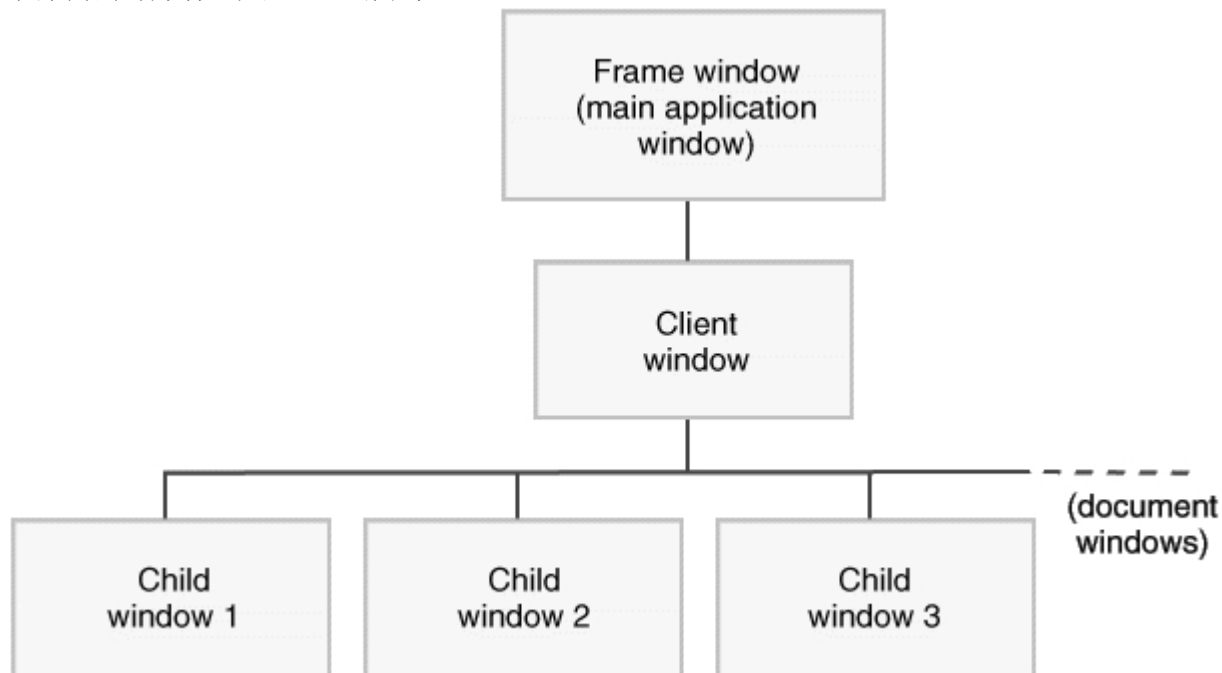 Frame window
(main application
window)
Client
window
(document
windows)
Child
window 1
Child
window 2
Child
window 3